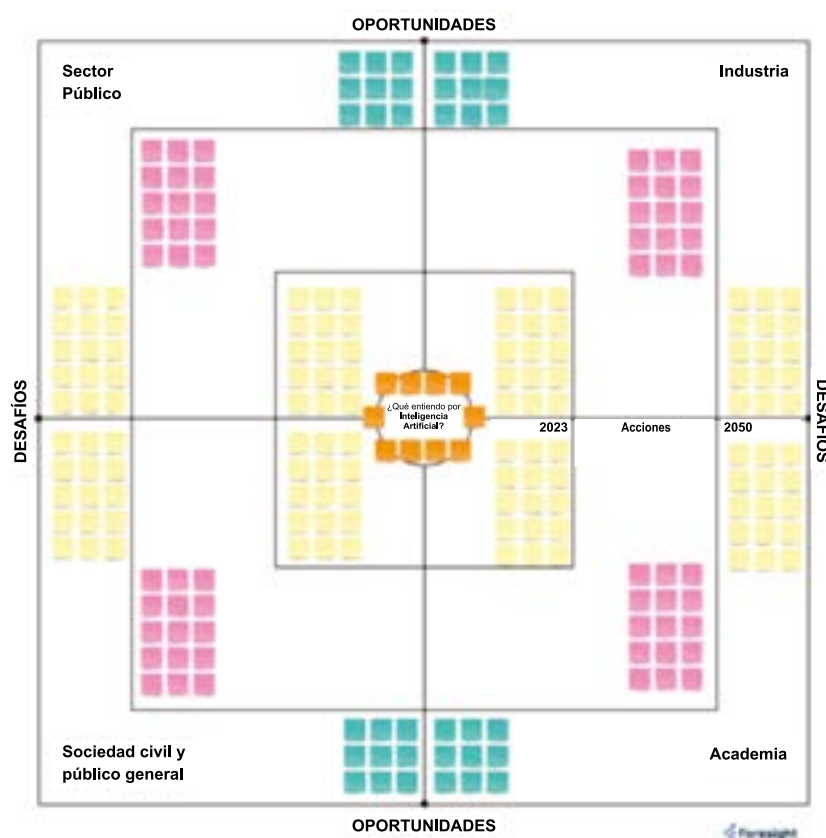 OPORTUNIDADES
Sector
Público
Industria
¿Qué entiendo por
Inteligencia
Artificial?
DESAFÍOS
DESAFÍOS
2023
Acciones
2050
Sociedad civil y
público general
Academia
OPORTUNIDADES
foresight